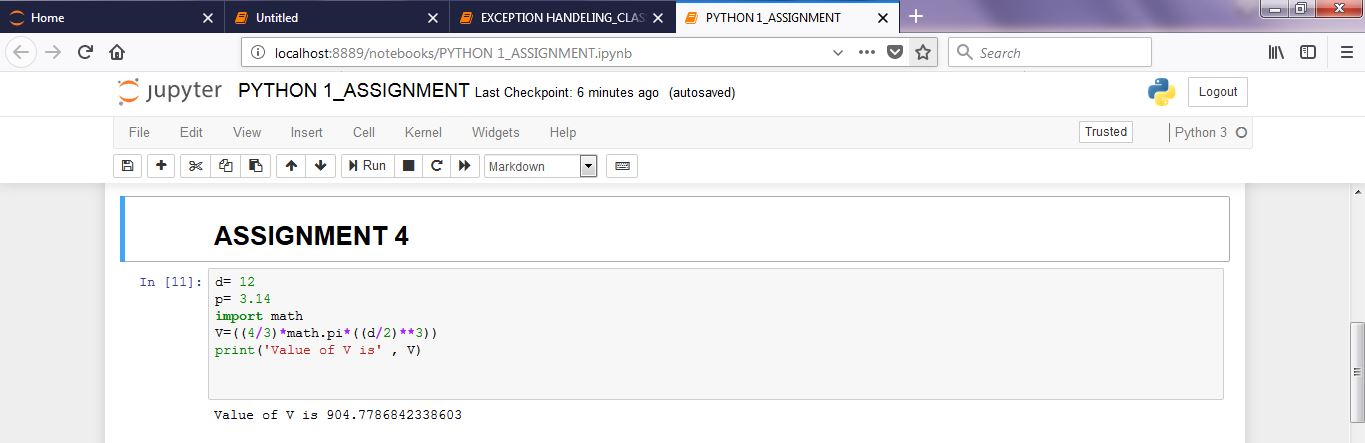 Home
Untitled
EXCEPTION HANDELING_CLAS
PYTHON 1_ASSIGNMENT
localhost:8889/notebooks/PYTHON 1_ASSIGNMENT.ipynb
Search
jupyter PYTHON 1_ASSIGNMENT Last Checkpoint: 6 minutes ago (autosaved)
Logout
File Edit View Insert Cell Kernel Widgets Help
Trusted
Python 3
Run
Markdown
ASSIGNMENT 4
In [11]:
d= 12
p= 3.14
import math
V=((4/3)*math.pi*((d/2)**3))
print('Value of V is' , V)
Value of V is 904.7786842338603